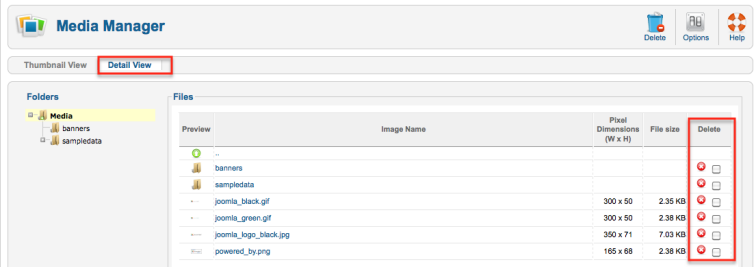 Media Manager
Delete Options Help
Thumbnail View Detail View
Folders
Media
banners
sampledata
Files
Preview Image Name Pixel Dimensions (W x H) File size Delete
..
banners
sampledata
joomla_black.gif 300 x 50 2.35 KB
joomla_green.gif 300 x 50 2.38 KB
joomla_logo_black.jpg 350 x 71 7.03 KB
powered_by.png 165 x 68 2.38 KB